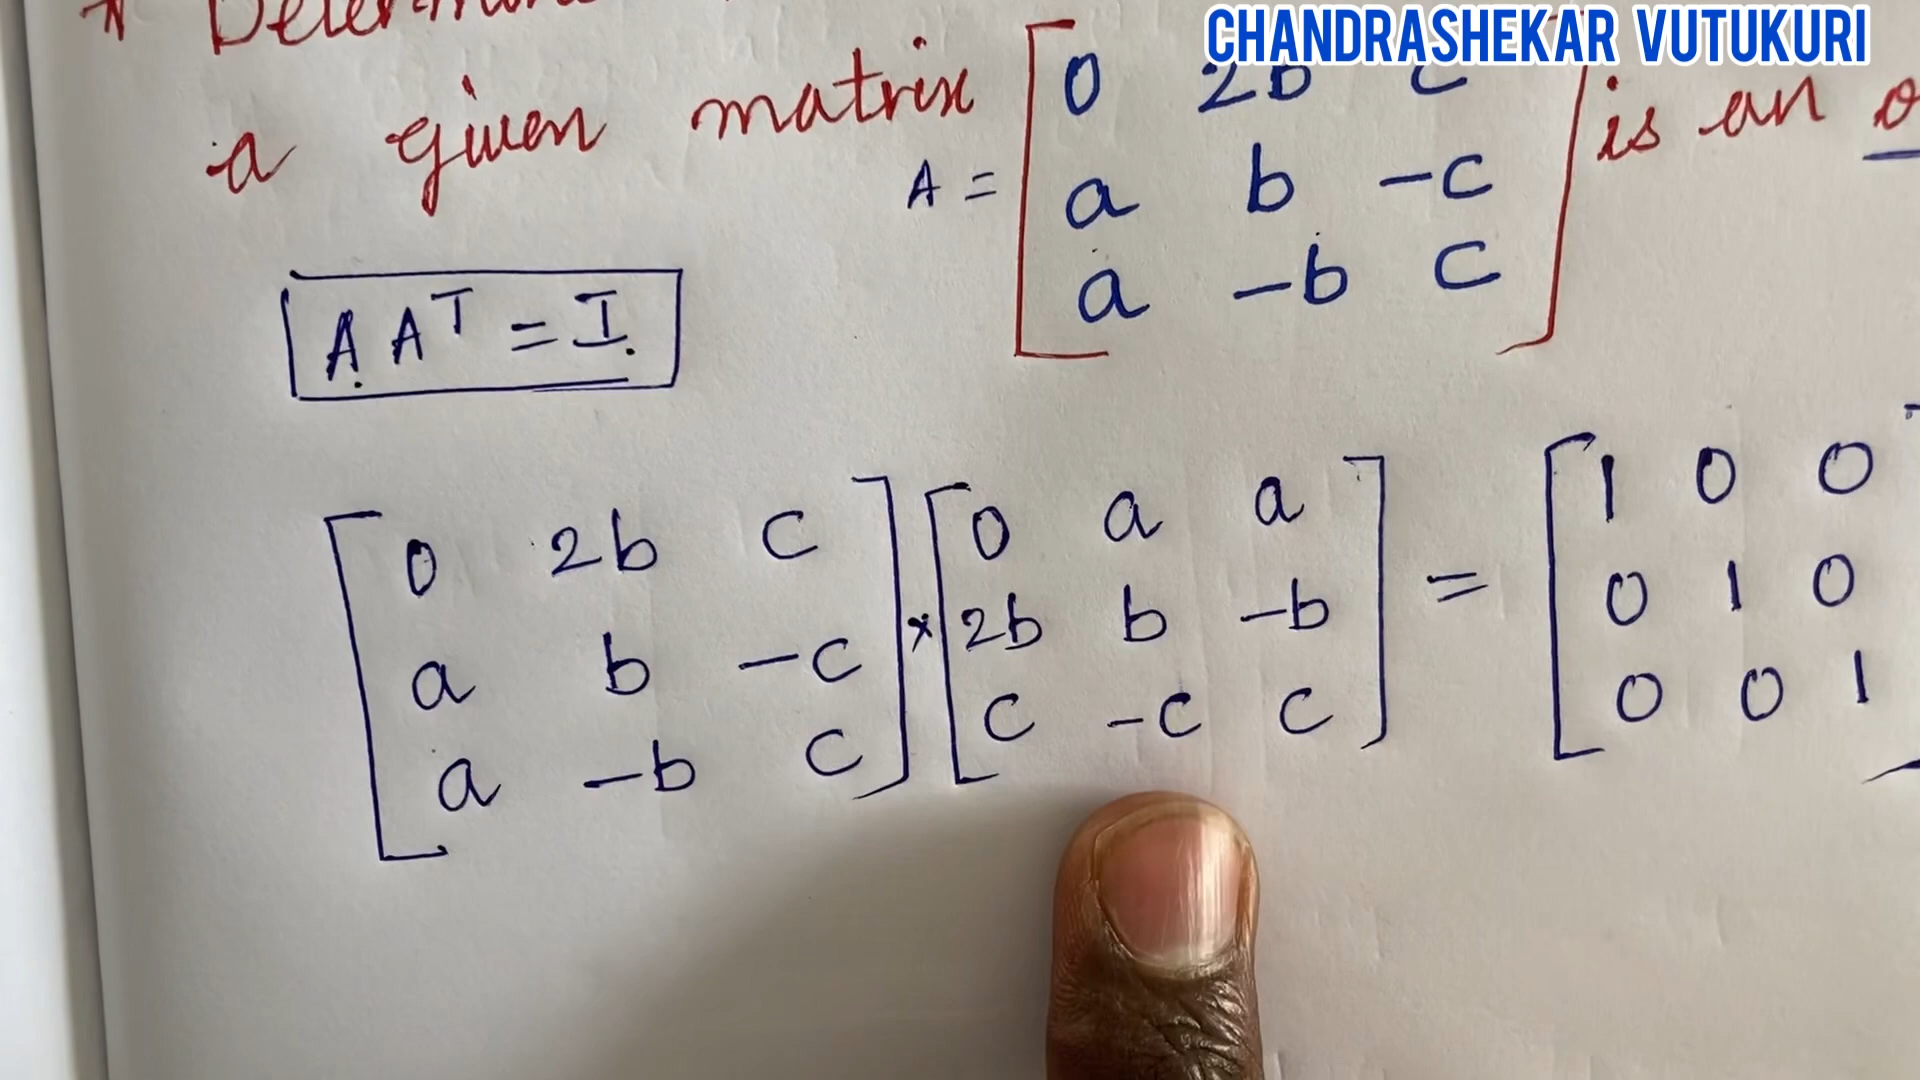 CHANDRASHEKAR VUTUKURI
a given matrix A = [0 2b c is an
a b -c
a -b c]
A Aᵀ = I.
[0 2b c] × [0 a a] = [1 0 0
[a b -c] [2b b -b] [0 1 0
[a -b c] [c -c c] [0 0 1